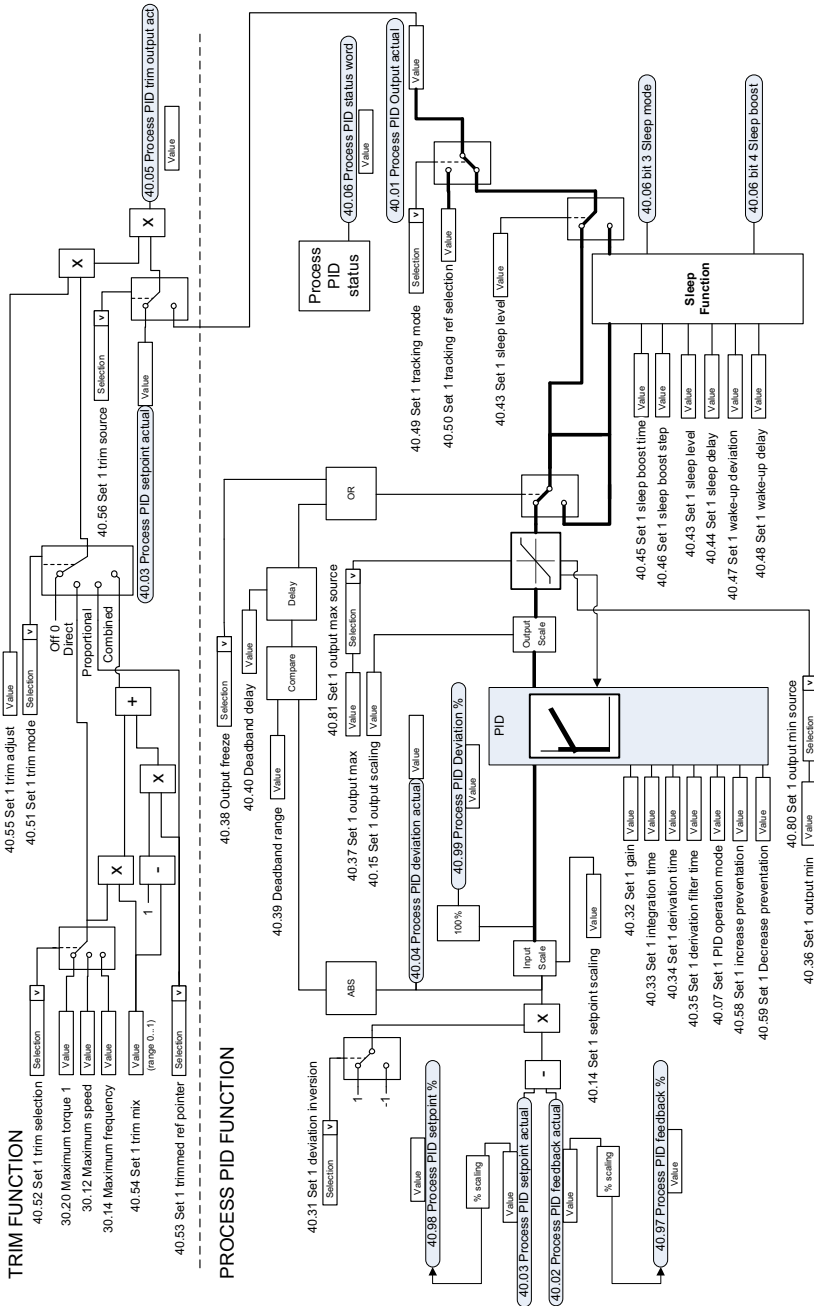 TRIM FUNCTION
40.55 Set 1 trim adjust
Value
40.51 Set 1 trim mode
Selection
v
40.52 Set 1 trim selection
Selection
v
30.20 Maximum torque 1
Value
30.12 Maximum speed
Value
30.14 Maximum frequency
Value
40.54 Set 1 trim mix
Value
(range 0...1)
40.53 Set 1 trimmed ref pointer
Selection
v
1
-
X
X
+
Off 0
Direct
Proportional
Combined
40.56 Set 1 trim source
Selection
v
40.03 Process PID setpoint actual
Value
X
X
40.05 Process PID trim output act
Value
PROCESS PID FUNCTION
40.38 Output freeze
Selection
v
40.40 Deadband delay
Value
40.39 Deadband range
Value
Compare
Delay
OR
ABS
40.31 Set 1 deviation inversion
Selection
v
1
-1
40.04 Process PID deviation actual
Value
40.37 Set 1 output max
Value
40.81 Set 1 output max source
Selection
v
40.15 Set 1 output scaling
Value
40.99 Process PID Deviation %
Value
100%
40.98 Process PID setpoint %
Value
% scaling
40.03 Process PID setpoint actual
Value
40.02 Process PID feedback actual
Value
% scaling
40.97 Process PID feedback %
Value
-
X
Input
Scale
40.14 Set 1 setpoint scaling
Value
PID
Output
Scale
40.32 Set 1 gain
Value
40.33 Set 1 integration time
Value
40.34 Set 1 derivation time
Value
40.35 Set 1 derivation filter time
Value
40.07 Set 1 PID operation mode
Value
40.58 Set 1 increase preventation
Value
40.59 Set 1 Decrease preventation
Value
40.36 Set 1 output min
Value
40.80 Set 1 output min source
Selection
v
Process
PID
status
40.06 Process PID status word
Value
40.01 Process PID Output actual
Value
40.49 Set 1 tracking mode
Selection
v
40.50 Set 1 tracking ref selection
Value
40.43 Set 1 sleep level
Value
40.45 Set 1 sleep boost time
Value
40.46 Set 1 sleep boost step
Value
40.43 Set 1 sleep level
Value
40.44 Set 1 sleep delay
Value
40.47 Set 1 wake-up deviation
Value
40.48 Set 1 wake-up delay
Value
Sleep
Function
40.06 bit 3 Sleep mode
40.06 bit 4 Sleep boost